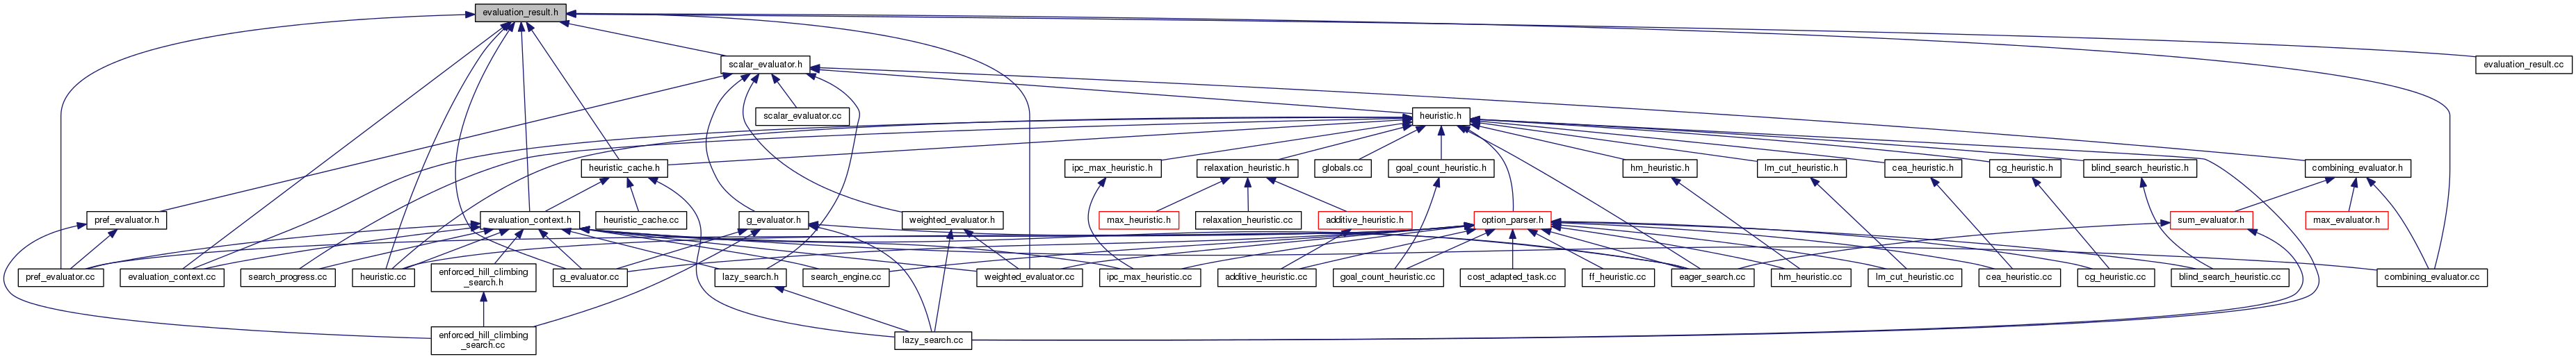 evaluation_result.h
scalar_evaluator.h
evaluation_result.cc
scalar_evaluator.cc
heuristic.h
heuristic_cache.h
ipc_max_heuristic.h
relaxation_heuristic.h
globals.cc
goal_count_heuristic.h
hm_heuristic.h
lm_cut_heuristic.h
cea_heuristic.h
cg_heuristic.h
blind_search_heuristic.h
combining_evaluator.h
pref_evaluator.h
evaluation_context.h
heuristic_cache.cc
g_evaluator.h
weighted_evaluator.h
max_heuristic.h
relaxation_heuristic.cc
additive_heuristic.h
option_parser.h
sum_evaluator.h
max_evaluator.h
pref_evaluator.cc
evaluation_context.cc
search_progress.cc
heuristic.cc
enforced_hill_climbing
_search.h
g_evaluator.cc
lazy_search.h
search_engine.cc
weighted_evaluator.cc
ipc_max_heuristic.cc
additive_heuristic.cc
goal_count_heuristic.cc
cost_adapted_task.cc
ff_heuristic.cc
eager_search.cc
hm_heuristic.cc
lm_cut_heuristic.cc
cea_heuristic.cc
cg_heuristic.cc
blind_search_heuristic.cc
combining_evaluator.cc
enforced_hill_climbing
_search.cc
lazy_search.cc